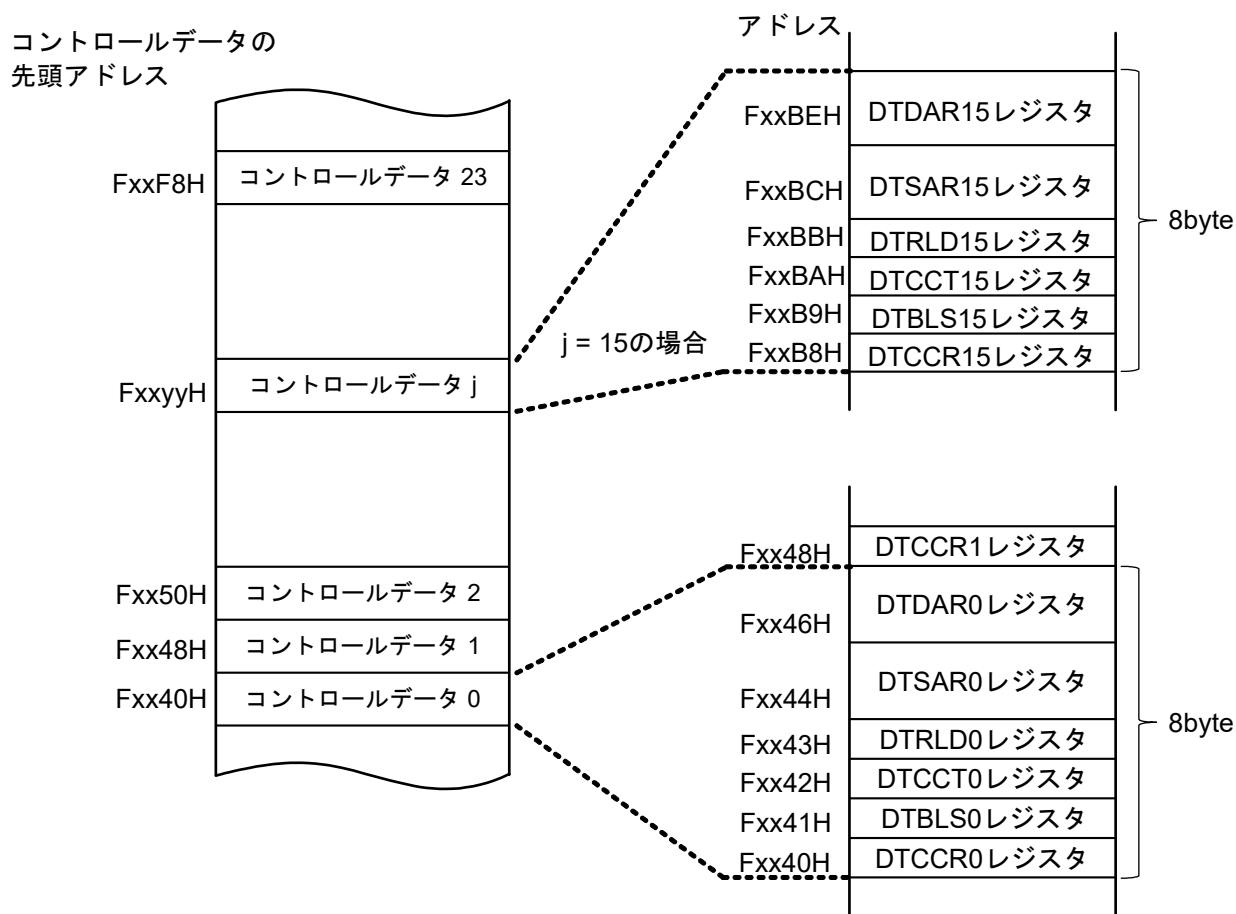 コントロールデータの
先頭アドレス
FxxF8H
コントロールデータ 23
FxxyyH
コントロールデータ j
Fxx50H
コントロールデータ 2
Fxx48H
コントロールデータ 1
Fxx40H
コントロールデータ 0
j = 15の場合
アドレス
FxxBEH
DTDAR15レジスタ
FxxBCH
DTSAR15レジスタ
FxxBBH
DTRLD15レジスタ
FxxBAH
DTCCT15レジスタ
FxxB9H
DTBLS15レジスタ
FxxB8H
DTCCR15レジスタ
8byte
Fxx48H
DTCCR1レジスタ
Fxx46H
DTDAR0レジスタ
Fxx44H
DTSAR0レジスタ
Fxx43H
DTRLD0レジスタ
Fxx42H
DTCCT0レジスタ
Fxx41H
DTBLS0レジスタ
Fxx40H
DTCCR0レジスタ
8byte